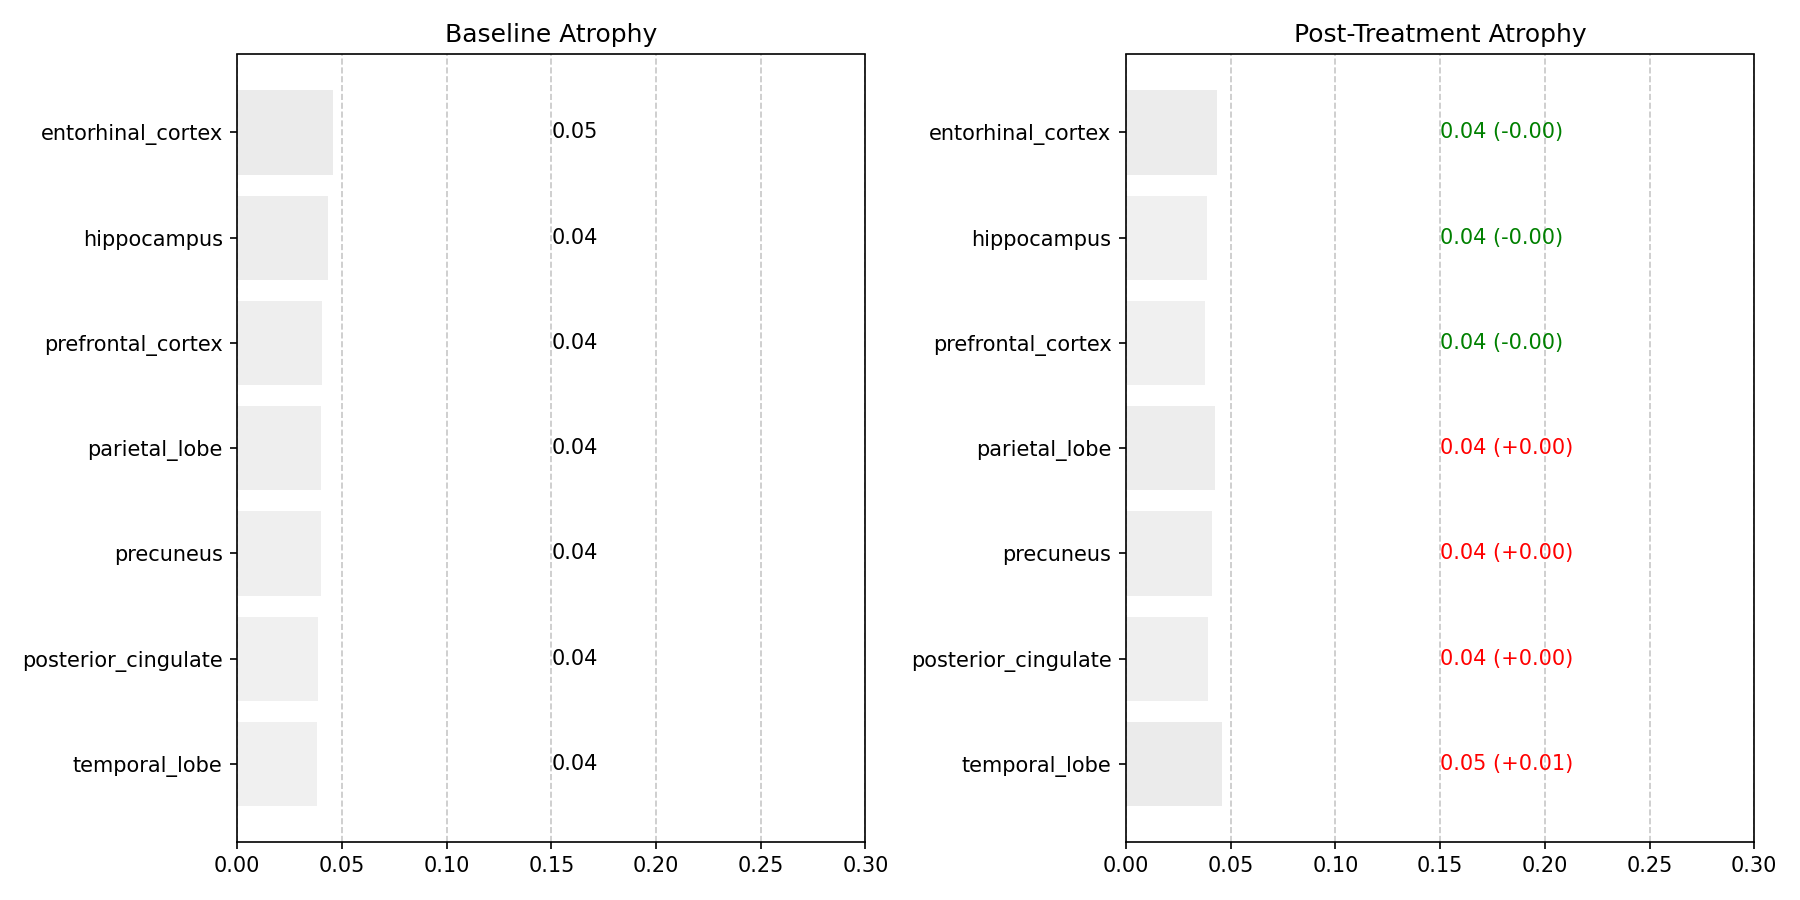 Baseline Atrophy
entorhinal_cortex 0.05
hippocampus 0.04
prefrontal_cortex 0.04
parietal_lobe 0.04
precuneus 0.04
posterior_cingulate 0.04
temporal_lobe 0.04
0.00 0.05 0.10 0.15 0.20 0.25 0.30
Post-Treatment Atrophy
entorhinal_cortex 0.04 (-0.00)
hippocampus 0.04 (-0.00)
prefrontal_cortex 0.04 (-0.00)
parietal_lobe 0.04 (+0.00)
precuneus 0.04 (+0.00)
posterior_cingulate 0.04 (+0.00)
temporal_lobe 0.05 (+0.01)
0.00 0.05 0.10 0.15 0.20 0.25 0.30